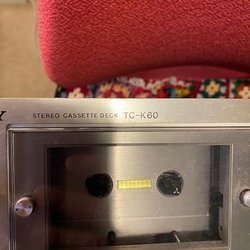 Y STEREO CASSETTE DECK TC-K60